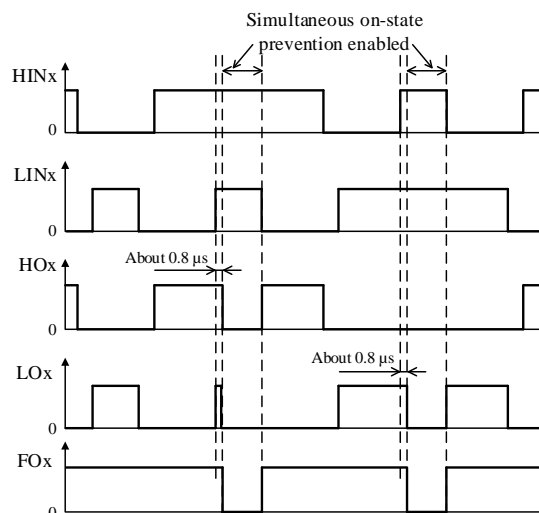 Simultaneous on-state
prevention enabled
HINx
0
LINx
0
HOx
About 0.8 µs
0
LOx
About 0.8 µs
0
FOx
0